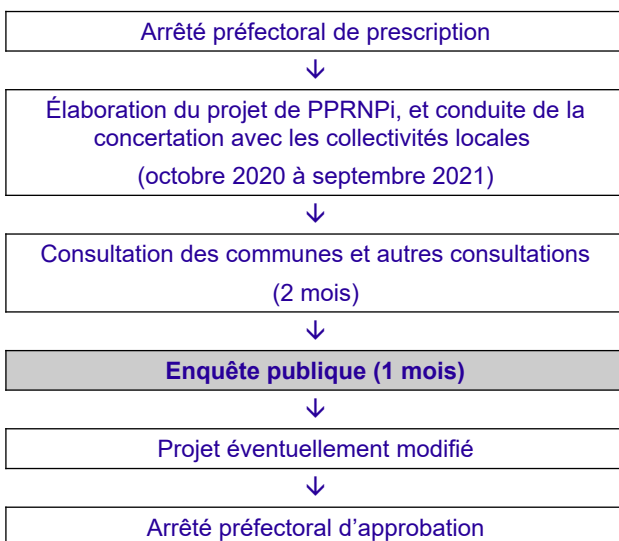 Arrêté préfectoral de prescription
↓
Élaboration du projet de PPRNPi, et conduite de la
concertation avec les collectivités locales
(octobre 2020 à septembre 2021)
↓
Consultation des communes et autres consultations
(2 mois)
↓
Enquête publique (1 mois)
↓
Projet éventuellement modifié
↓
Arrêté préfectoral d’approbation